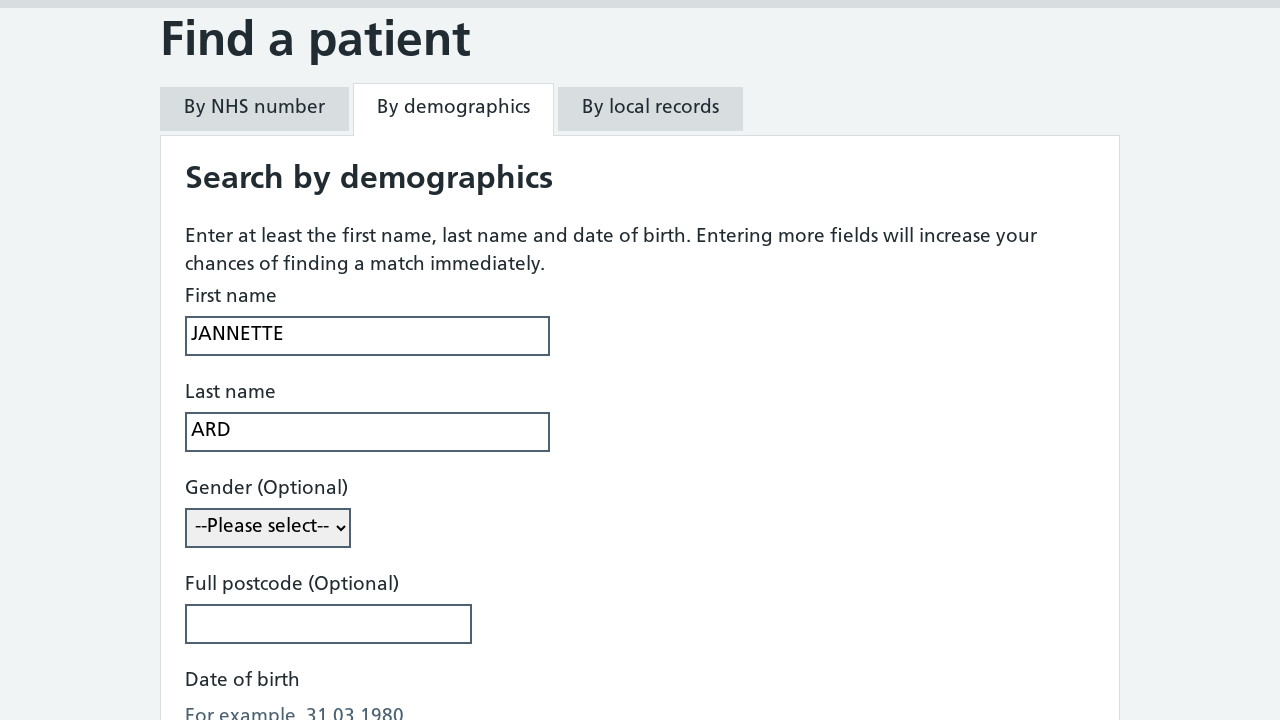 Find a patient
By NHS number
By demographics
By local records
Search by demographics
Enter at least the first name, last name and date of birth. Entering more fields will increase your
chances of finding a match immediately.
First name
JANNETTE
Last name
ARD
Gender (Optional)
--Please select--
Full postcode (Optional)
Date of birth
For example, 31 03 1980